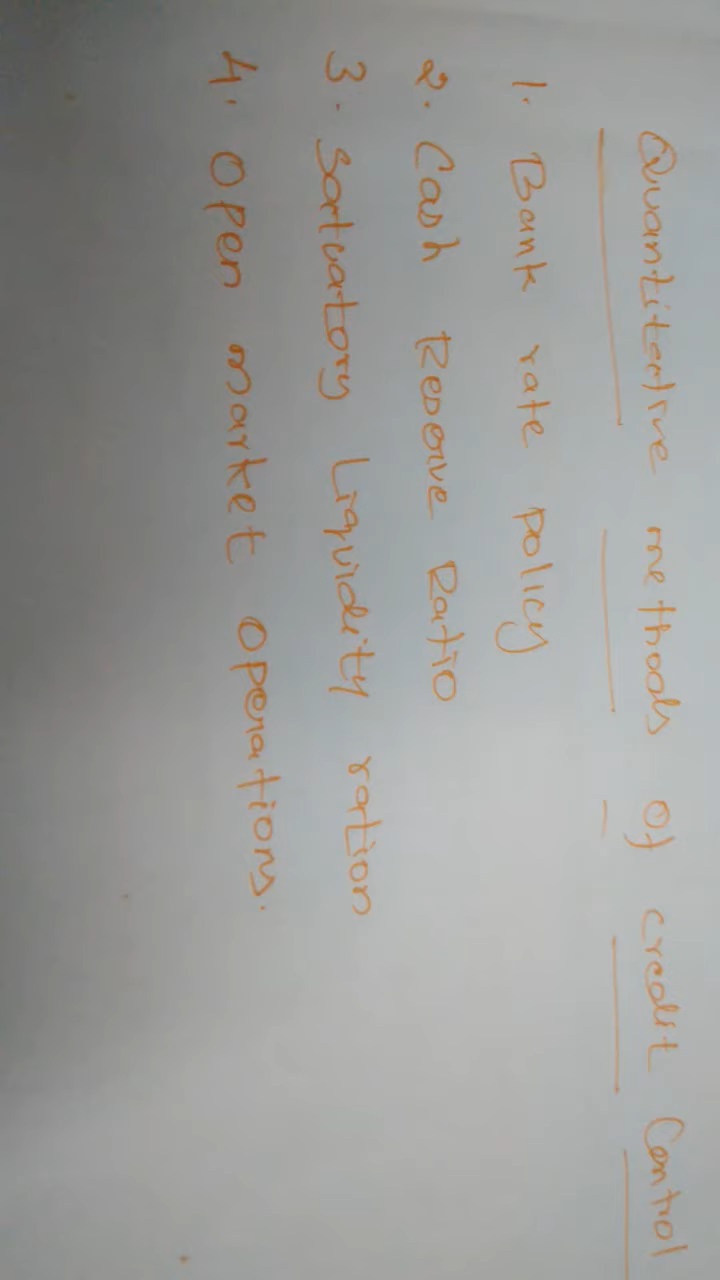 Quantitative methods of credit Control
1. Bank rate policy
2. Cash Reserve Ratio
3. Sartuatory Liquidity ration
4. Open market operations.